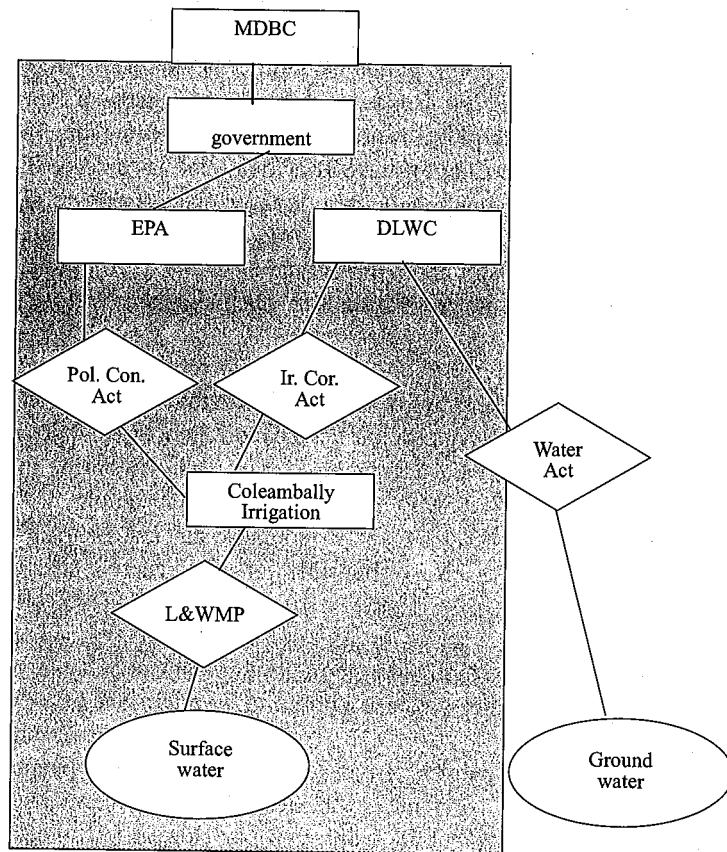 MDBC
government
EPA
DLWC
Pol. Con.
Act
Ir. Cor.
Act
Water
Act
Coleambally
Irrigation
L&WMP
Surface
water
Ground
water